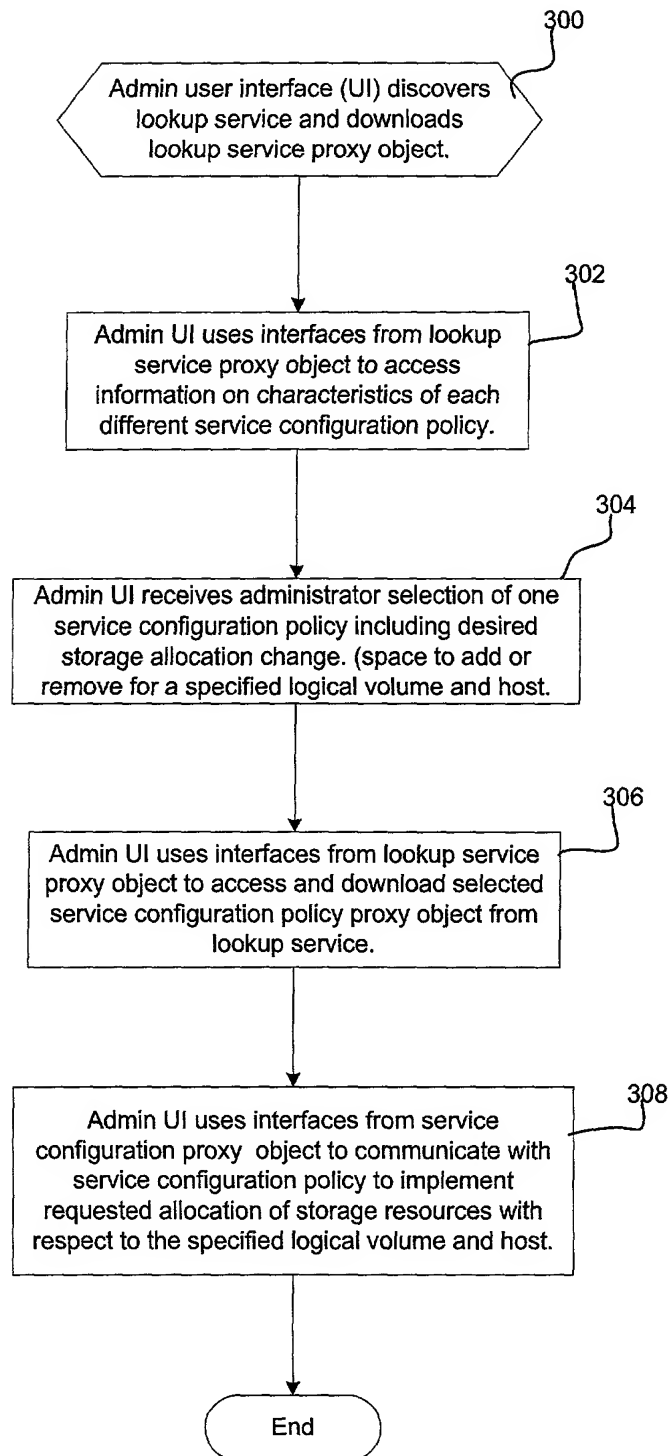 300
Admin user interface (UI) discovers
lookup service and downloads
lookup service proxy object.
302
Admin UI uses interfaces from lookup
service proxy object to access
information on characteristics of each
different service configuration policy.
304
Admin UI receives administrator selection of one
service configuration policy including desired
storage allocation change. (space to add or
remove for a specified logical volume and host.
306
Admin UI uses interfaces from lookup service
proxy object to access and download selected
service configuration policy proxy object from
lookup service.
308
Admin UI uses interfaces from service
configuration proxy object to communicate with
service configuration policy to implement
requested allocation of storage resources with
respect to the specified logical volume and host.
End